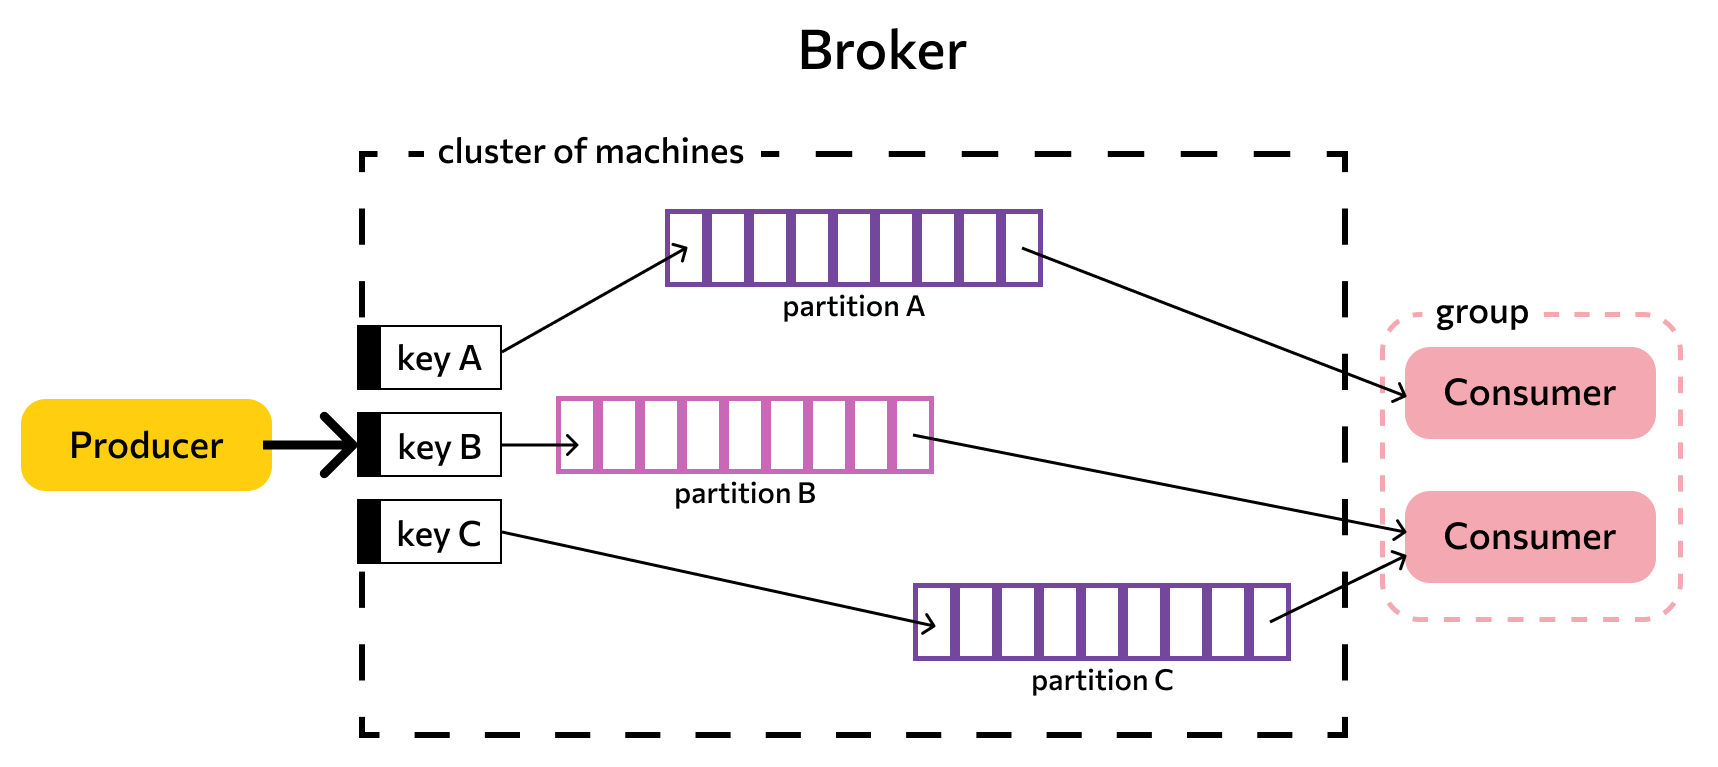 Broker
cluster of machines
partition A
key A
group
Consumer
Producer
key B
partition B
key C
Consumer
partition C